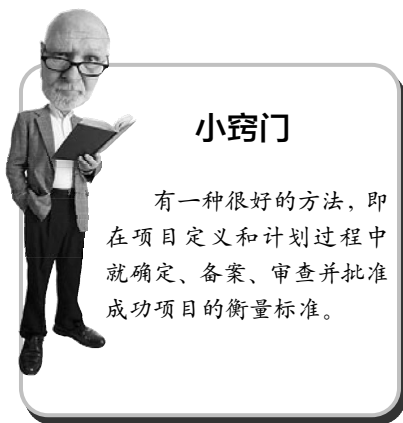 小窍门
有一种很好的方法，即
在项目定义和计划过程中
就确定、备案、审查并批准
成功项目的衡量标准。